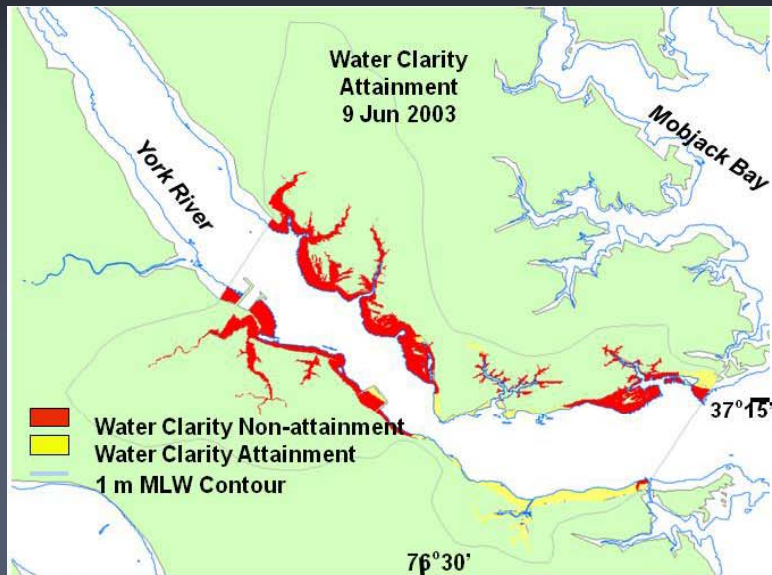 Water Clarity
Attainment
9 Jun 2003
Mobjack Bay
York River
37°15'
Water Clarity Non-attainment
Water Clarity Attainment
1 m MLW Contour
76°30'